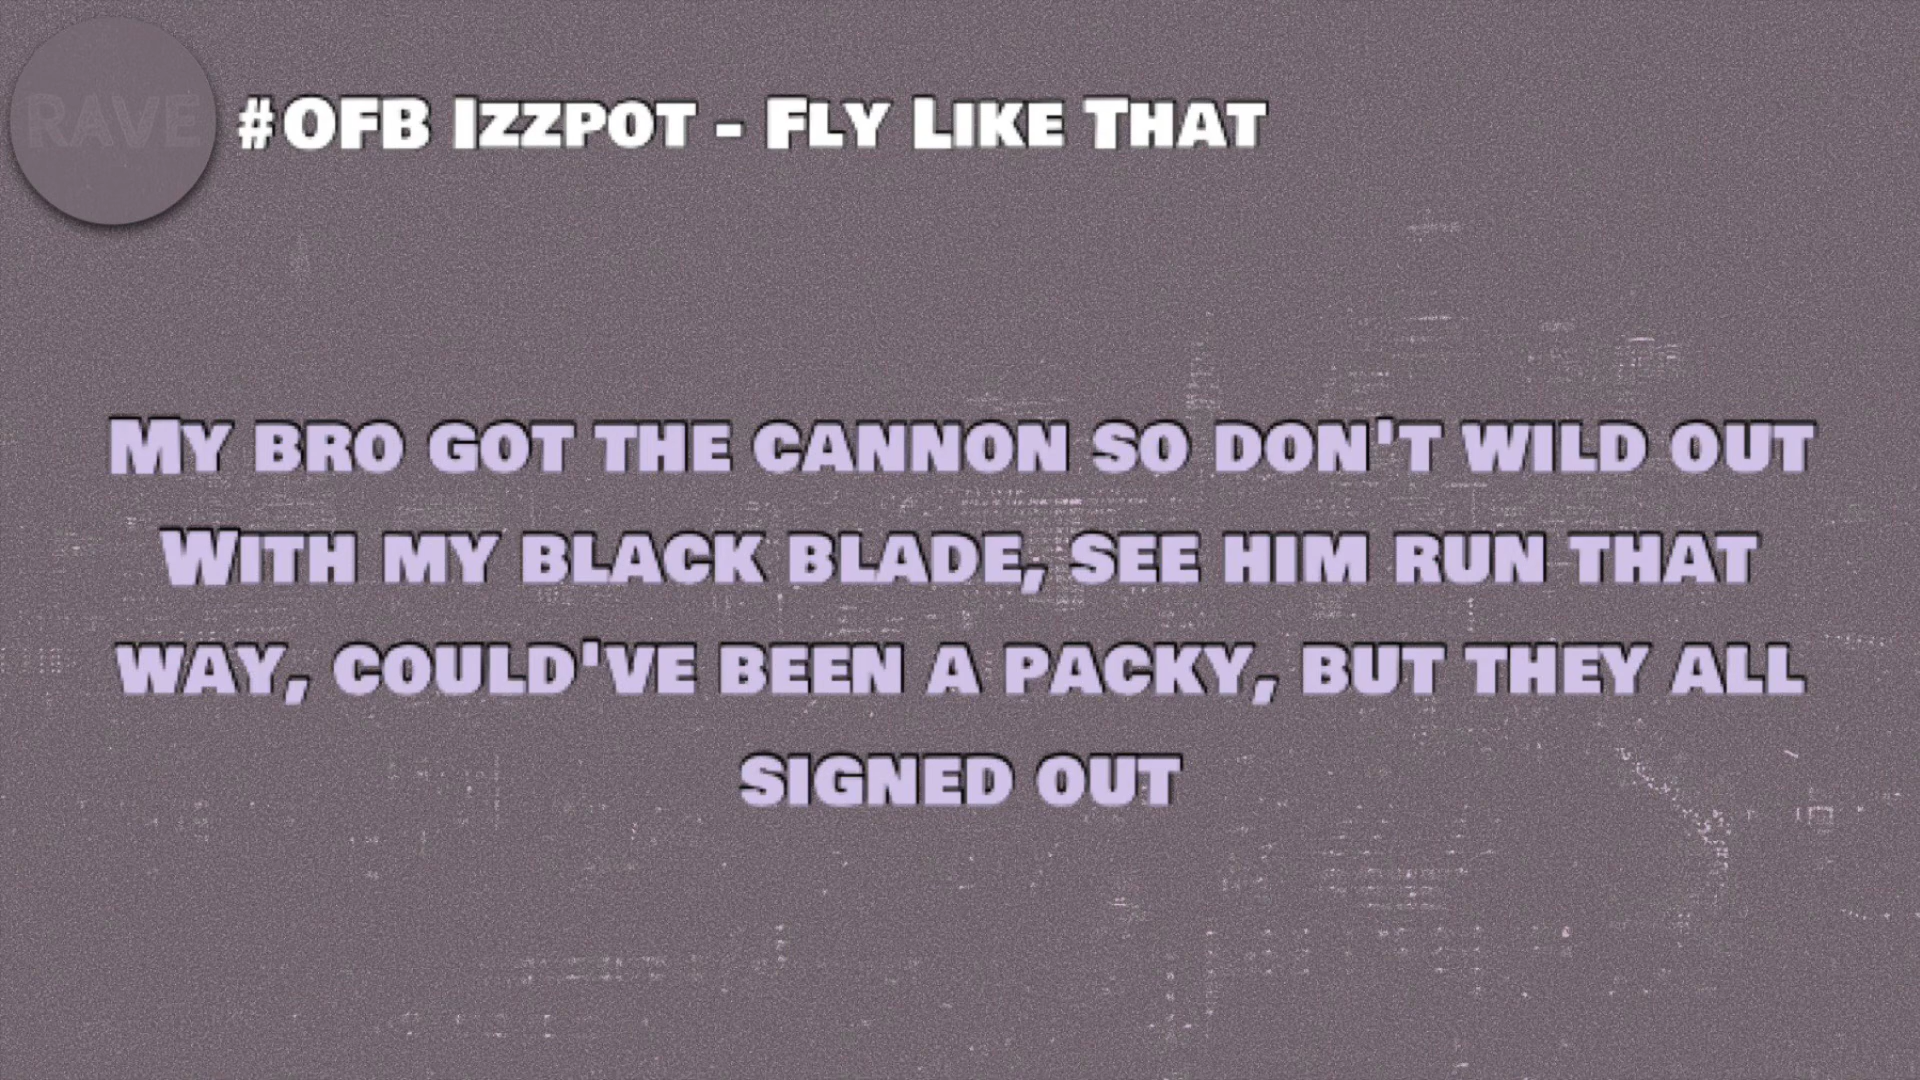 RAVE
#OFB Izzpot - Fly Like That
My bro got the cannon so don't wild out
With my black blade, see him run that
way, could've been a packy, but they all
signed out